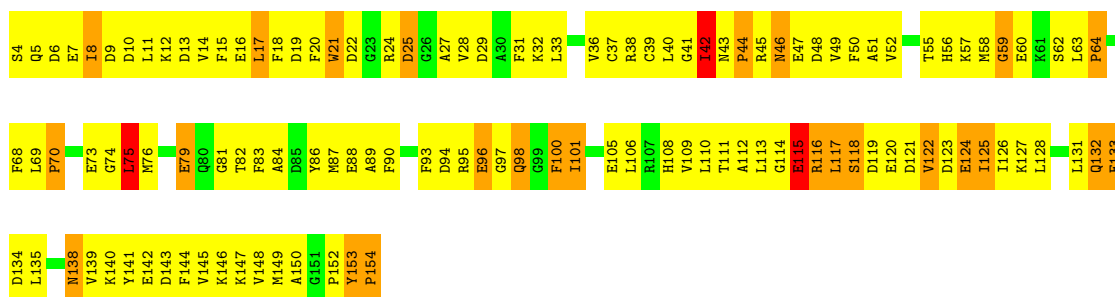 S4 Q5 D6 E7 I8 D9 D10 L11 K12 D13 V14 F15 E16 L17 F18 D19 F20 W21 D22 G23 R24 D25 G26 A27 V28 D29 A30 F31 K32 L33 V36 C37 R38 C39 L40 G41 I42 N43 P44 R45 N46 E47 D48 V49 F50 A51 V52 T55 H56 K57 M58 G59 E60 K61 S62 L63 P64
F68 L69 P70 E73 G74 L75 M76 E79 Q80 G81 T82 F83 A84 D85 Y86 M87 E88 A89 F90 F93 D94 R95 E96 G97 Q98 G99 F100 I101 E105 L106 R107 H108 V109 L110 T111 A112 L113 G114 E115 R116 L117 S118 D119 E120 D121 V122 D123 E124 I125 I126 K127 L128 L131 Q132
D134 L135 N138 V139 K140 Y141 E142 D143 F144 V145 K146 K147 V148 M149 A150 G151 P152 Y153 P154